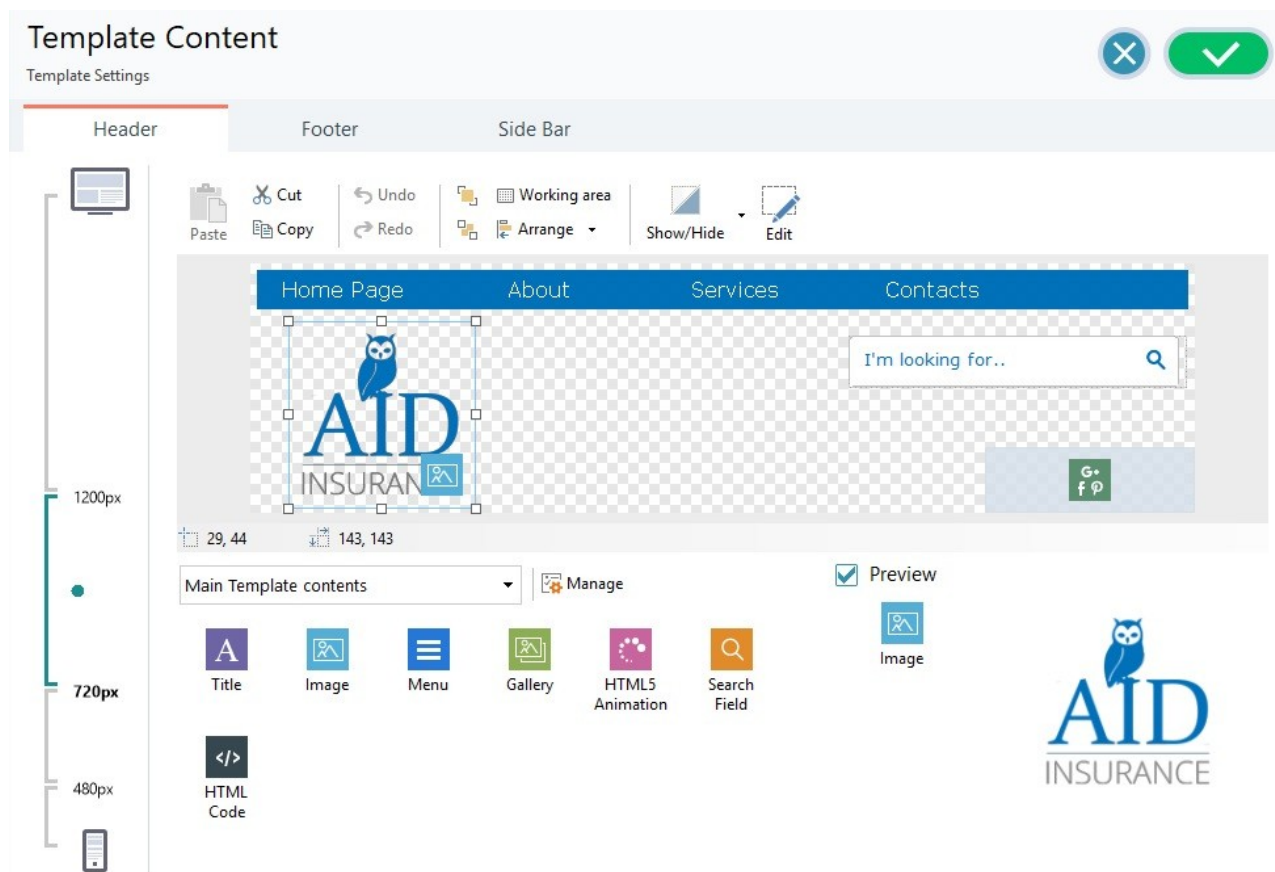 Template Content
Template Settings
Header Footer Side Bar
Paste Cut Undo Working area
Copy Redo Arrange Show/Hide Edit
Home Page About Services Contacts
I'm looking for..
AID
INSURAN
G+
f p
1200px
29, 44 143, 143
Main Template contents Manage Preview
A
Title Image Menu Gallery HTML5 Animation Search Field Image
720px
AID
INSURANCE
</>
HTML Code
480px